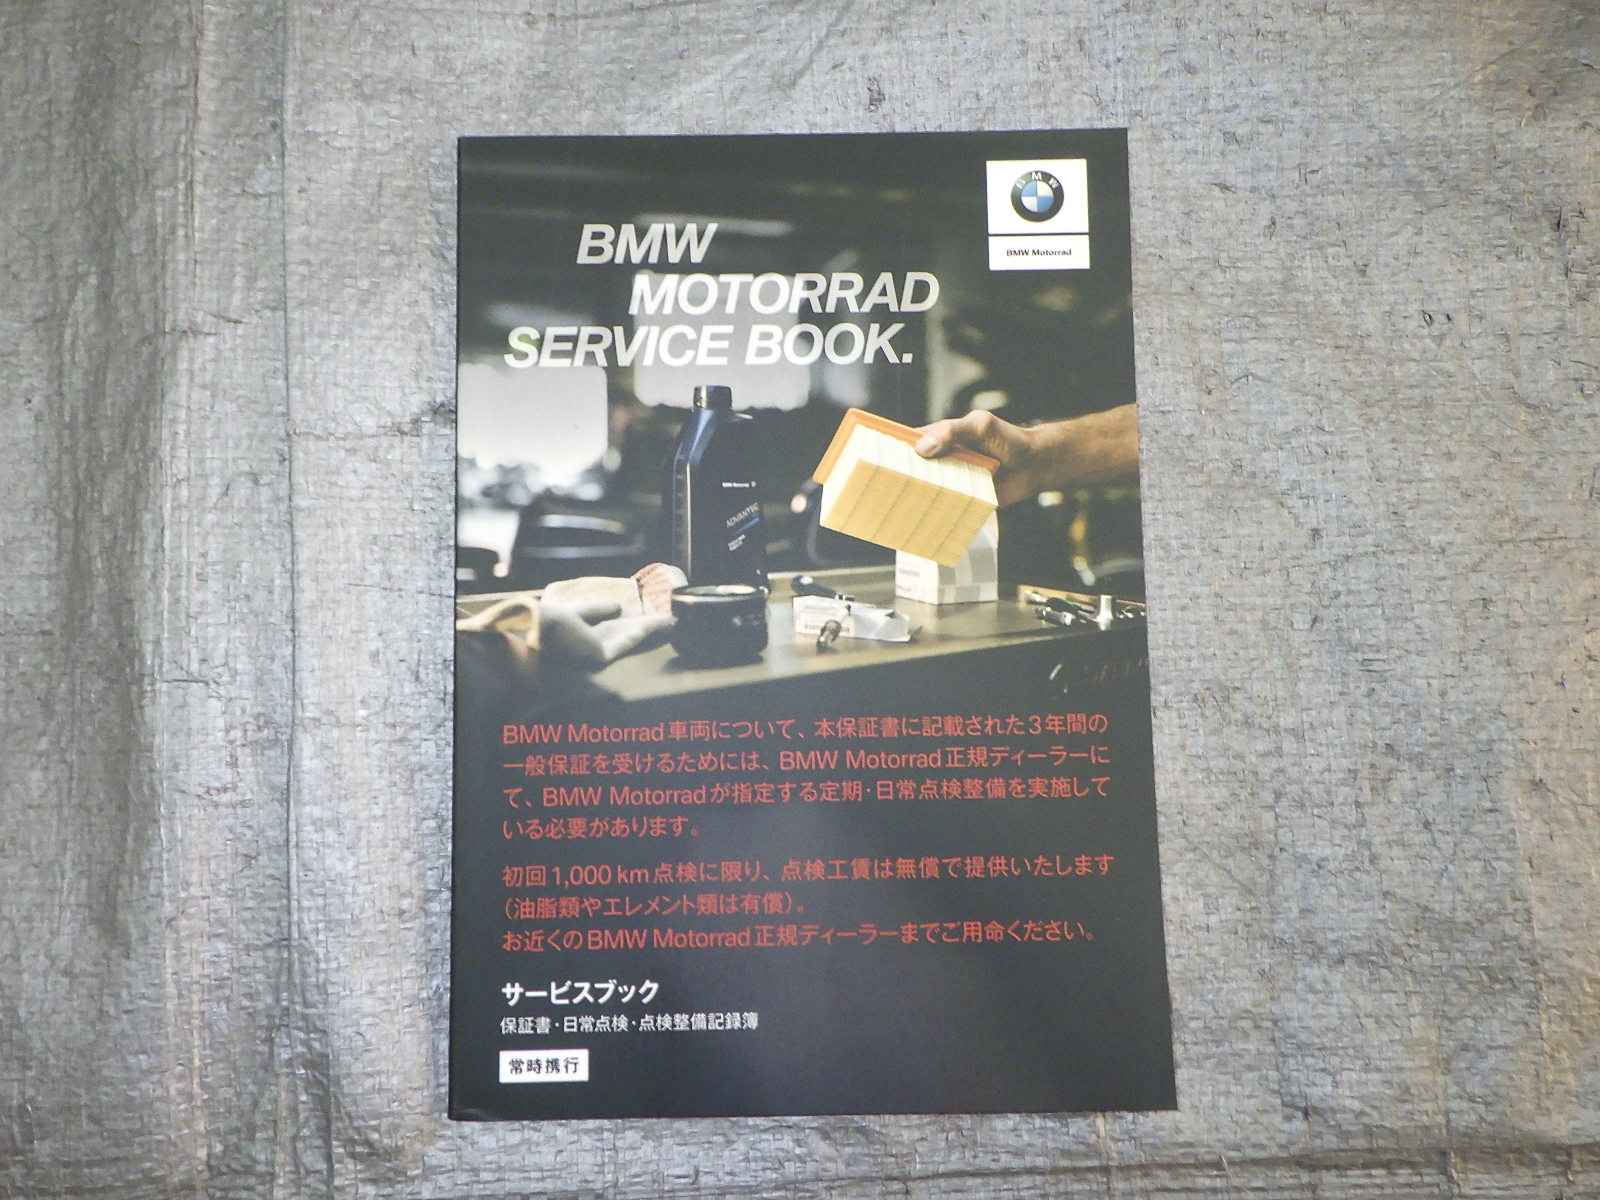 BMW
BMW Motorrad
BMW
MOTORRAD
SERVICE BOOK.
BMW Motorrad
ADVANTEC
BMW Motorrad車両について、本保証書に記載された3年間の
一般保証を受けるためには、BMW Motorrad正規ディーラーに
て、BMW Motorradが指定する定期・日常点検整備を実施して
いる必要があります。
初回1,000 km点検に限り、点検工賃は無償で提供いたします
（油脂類やエレメント類は有償）。
お近くのBMW Motorrad正規ディーラーまでご用命ください。
サービスブック
保証書・日常点検・点検整備記録簿
常時携行